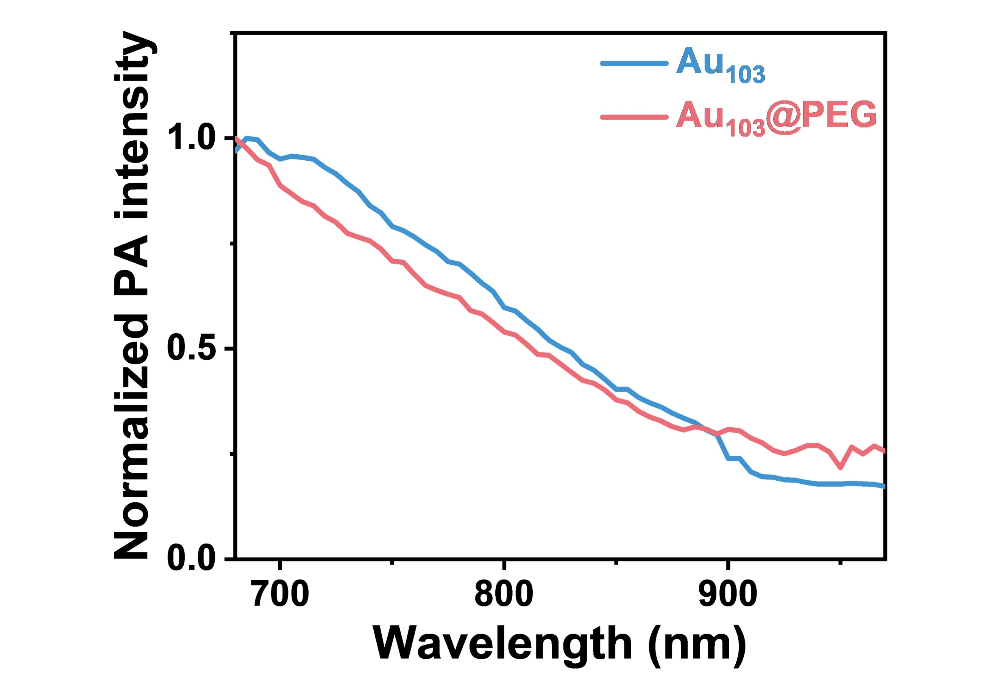 Au₁₀₃
Au₁₀₃@PEG
Normalized PA intensity
1.0
0.5
0.0
700 800 900
Wavelength (nm)